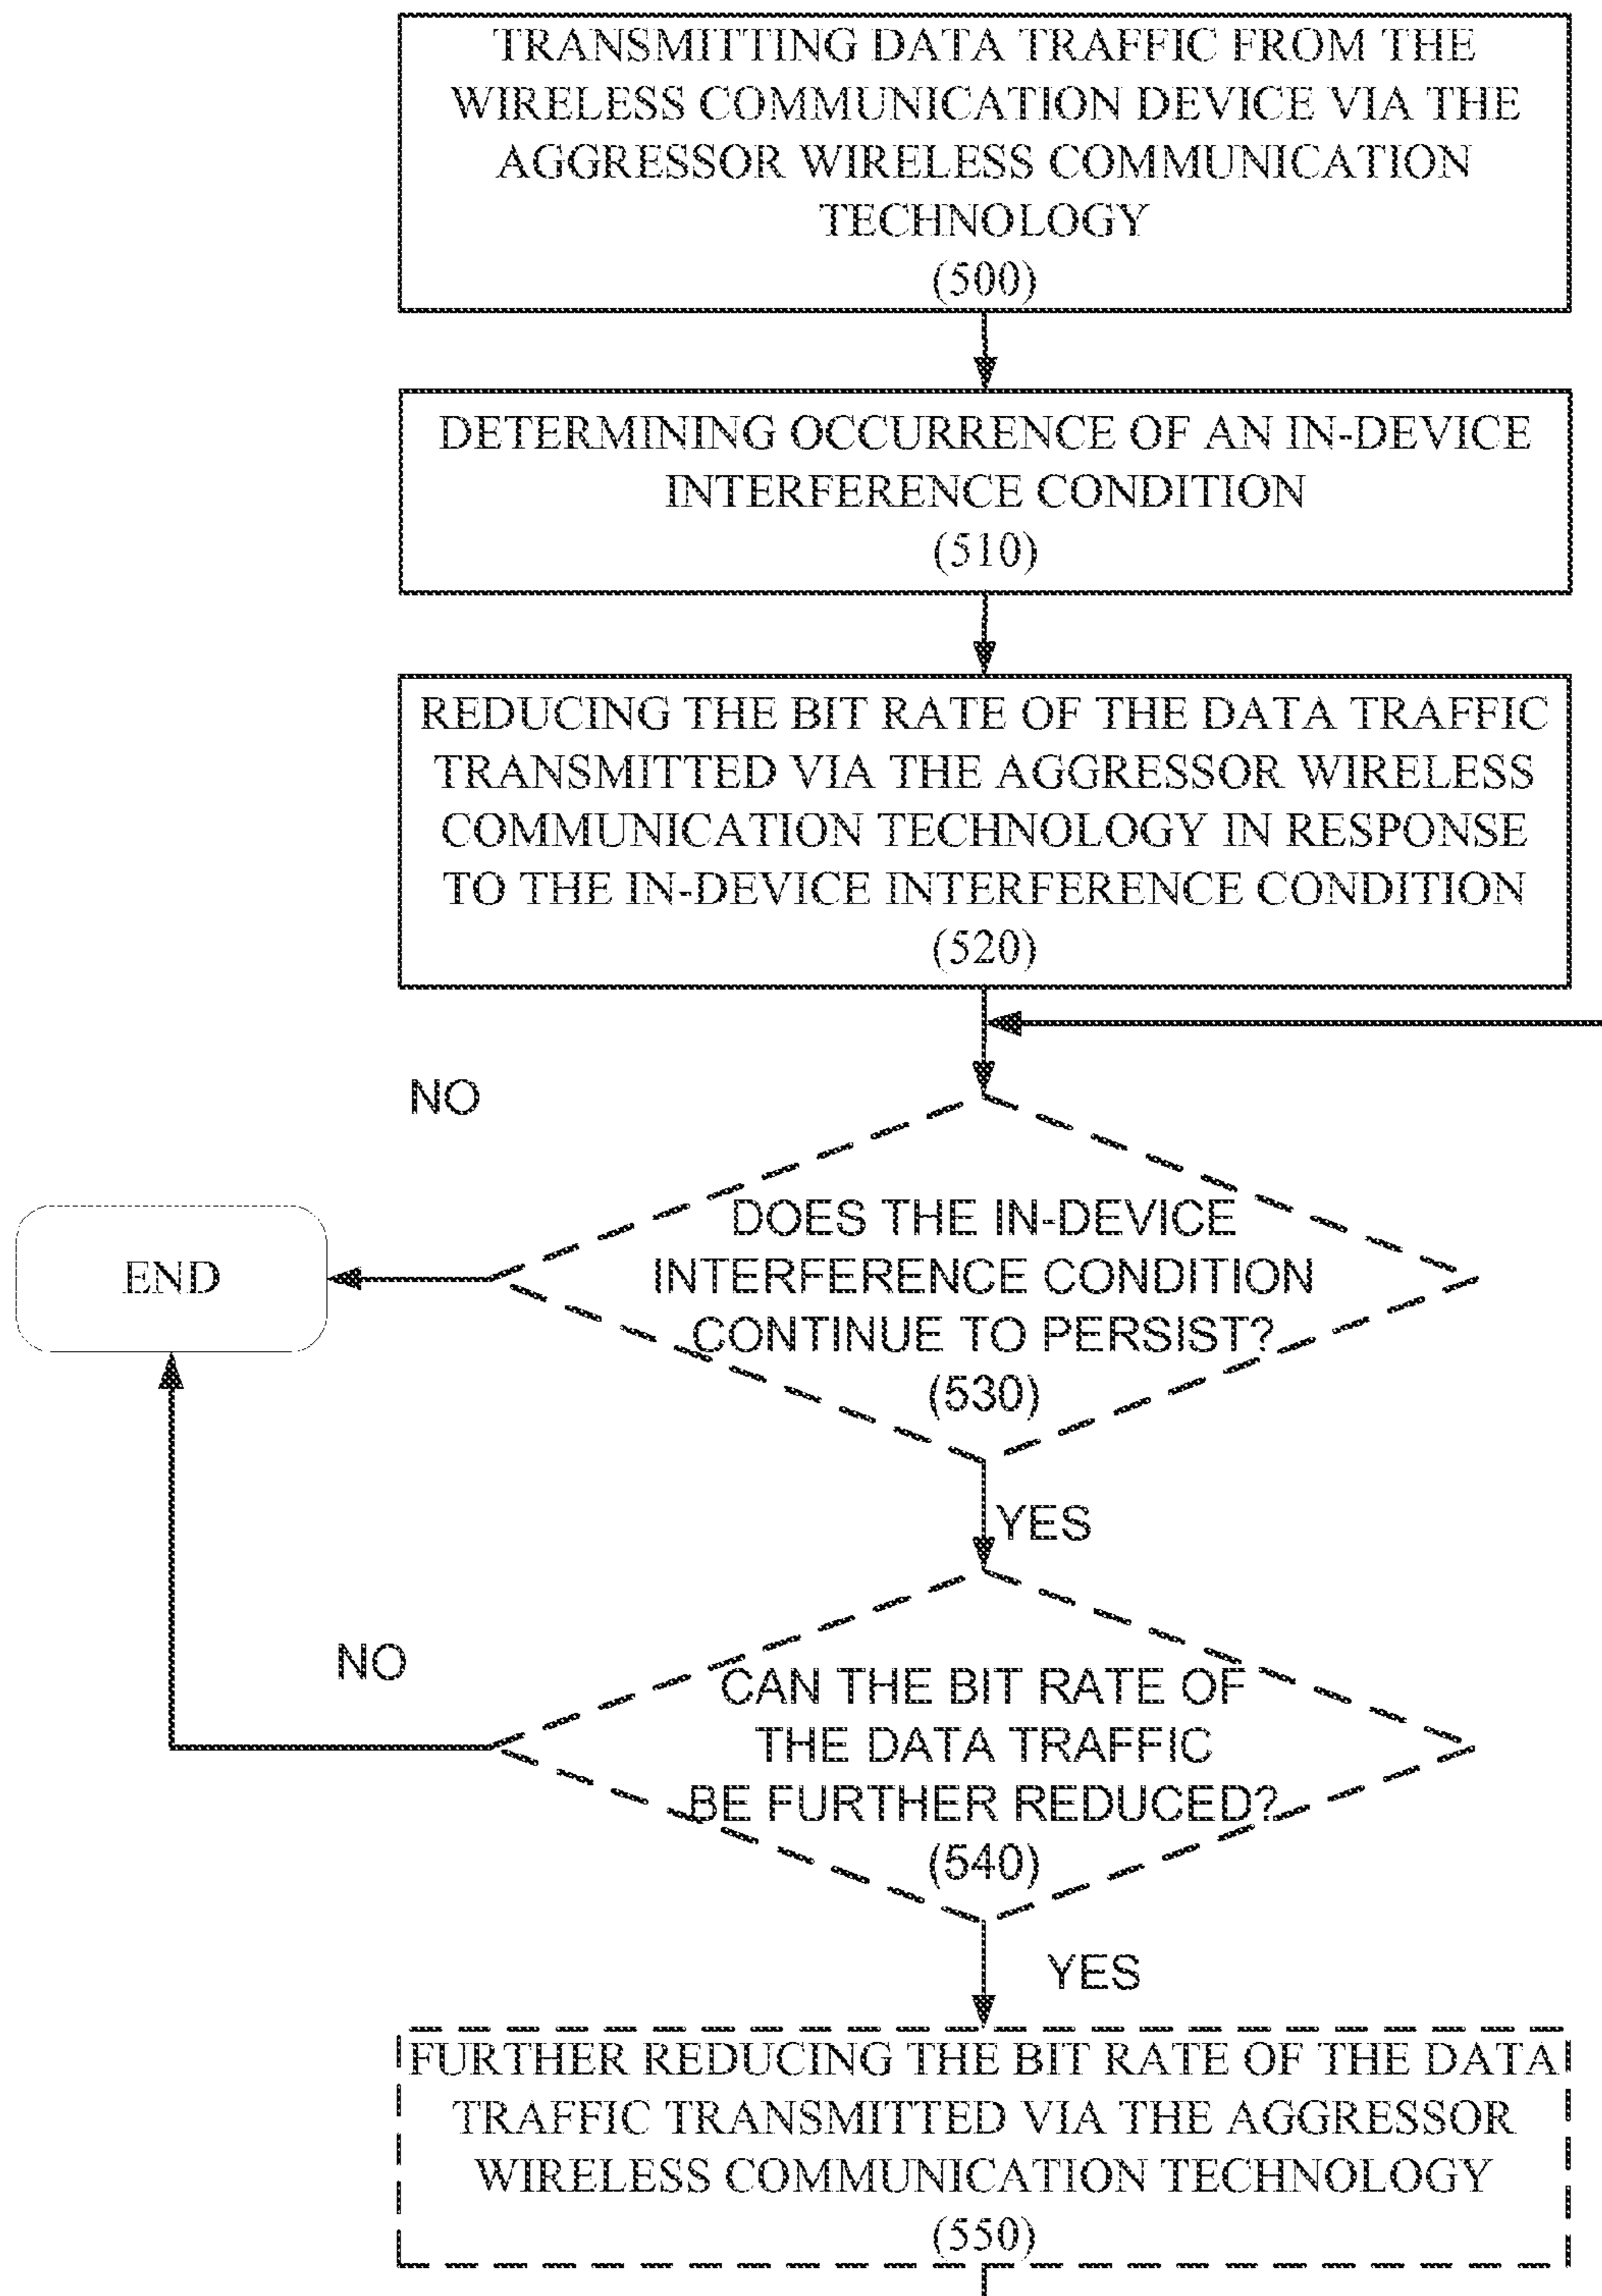 TRANSMITTING DATA TRAFFIC FROM THE
WIRELESS COMMUNICATION DEVICE VIA THE
AGGRESSOR WIRELESS COMMUNICATION
TECHNOLOGY
(500)
DETERMINING OCCURRENCE OF AN IN-DEVICE
INTERFERENCE CONDITION
(510)
REDUCING THE BIT RATE OF THE DATA TRAFFIC
TRANSMITTED VIA THE AGGRESSOR WIRELESS
COMMUNICATION TECHNOLOGY IN RESPONSE
TO THE IN-DEVICE INTERFERENCE CONDITION
(520)
NO
DOES THE IN-DEVICE
INTERFERENCE CONDITION
CONTINUE TO PERSIST?
(530)
END
YES
NO
CAN THE BIT RATE OF
THE DATA TRAFFIC
BE FURTHER REDUCED?
(540)
YES
FURTHER REDUCING THE BIT RATE OF THE DATA
TRAFFIC TRANSMITTED VIA THE AGGRESSOR
WIRELESS COMMUNICATION TECHNOLOGY
(550)